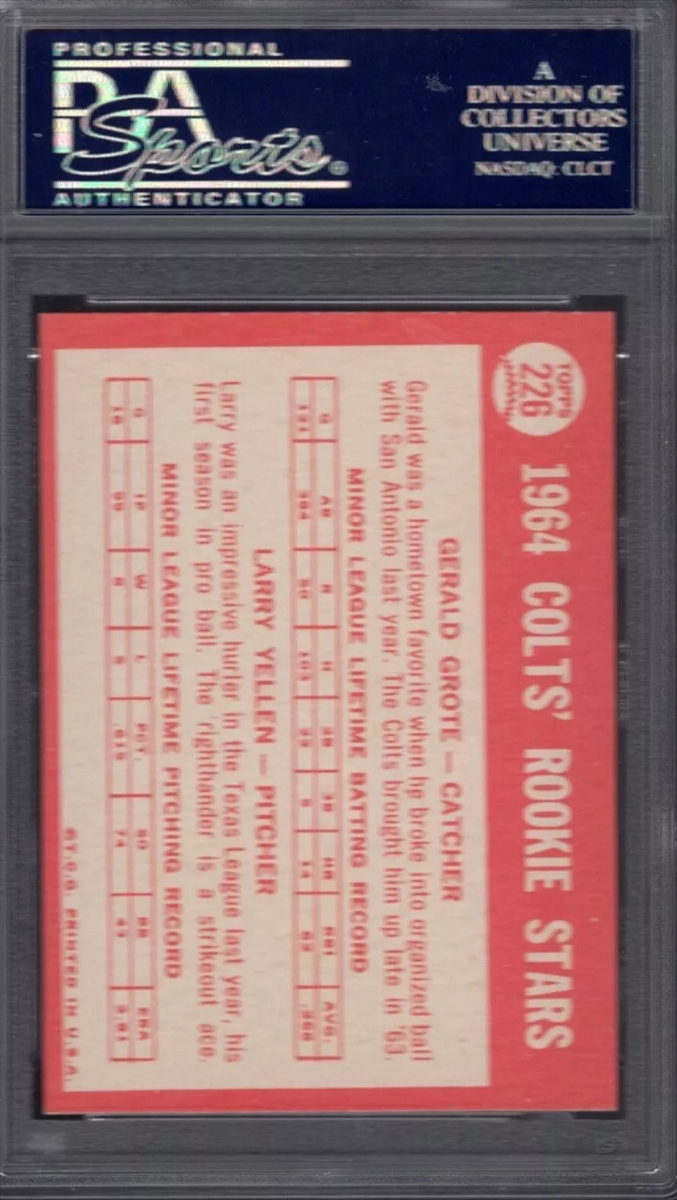 PROFESSIONAL
PSA
Sports
AUTHENTICATOR
A
DIVISION OF
COLLECTORS
UNIVERSE
NASDAQ: CLCT
TOPPS
226
1964 COLTS' ROOKIE STARS
GERALD GROTE — CATCHER
Gerald was a hometown favorite when he broke into organized ball
with San Antonio last year. The Colts brought him up late in '63.
MINOR LEAGUE LIFETIME BATTING RECORD
G AB R H 2B 3B HR RBI AVG.
LARRY YELLEN — PITCHER
Larry was an impressive hurler in the Texas League last year, his
first season in pro ball. The righthander is a strikeout ace.
MINOR LEAGUE LIFETIME PITCHING RECORD
G IP W L PCT. SO BB ERA
©T.C.G. PRINTED IN U.S.A.